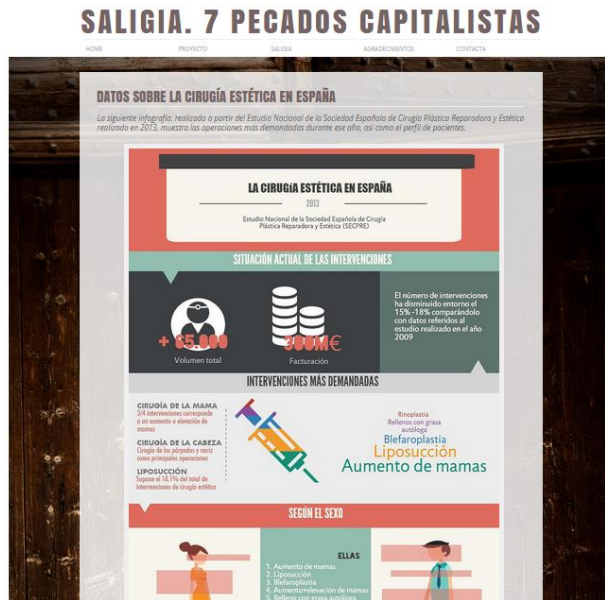 SALIGIA. 7 PECADOS CAPITALISTAS
HOME PROYECTO SALIGIA AGRADECIMIENTOS CONTACTA
DATOS SOBRE LA CIRUGÍA ESTÉTICA EN ESPAÑA
La siguiente infografía, realizada a partir del Estudio Nacional de la Sociedad Española de Cirugía Plástica Reparadora y Estética
realizado en 2013, muestra las operaciones más demandadas durante ese año, así como el perfil de pacientes.
LA CIRUGíA ESTÉTICA EN ESPAÑA
2013
Estudio Nacional de la Sociedad Española de Cirugía
Plástica Reparadora y Estética (SECPRE)
SITUACIÓN ACTUAL DE LAS INTERVENCIONES
+ 65.000
Volumen total
300M€
Facturación
El número de intervenciones
ha disminuido entorno el
15% -18% comparándolo
con datos referidos al
estudio realizado en el año
2009
INTERVENCIONES MÁS DEMANDADAS
CIRUGÍA DE LA MAMA
3/4 intervenciones corresponde
a un aumento o elevación de
mamas
CIRUGÍA DE LA CABEZA
Cirugía de los párpados y nariz
como principales operaciones
LIPOSUCCIÓN
Supone el 18.1% del total de
intervenciones de cirugía estética
Rinoplastia
Rellenos con grasa
autóloga
Blefaroplastia
Liposucción
Aumento de mamas
SEGÚN EL SEXO
ELLAS
1. Aumento de mamas
2. Liposucción
3. Blefaroplastia
4. Aumento+elevación de mamas
5. Relleno con grasa autóloga